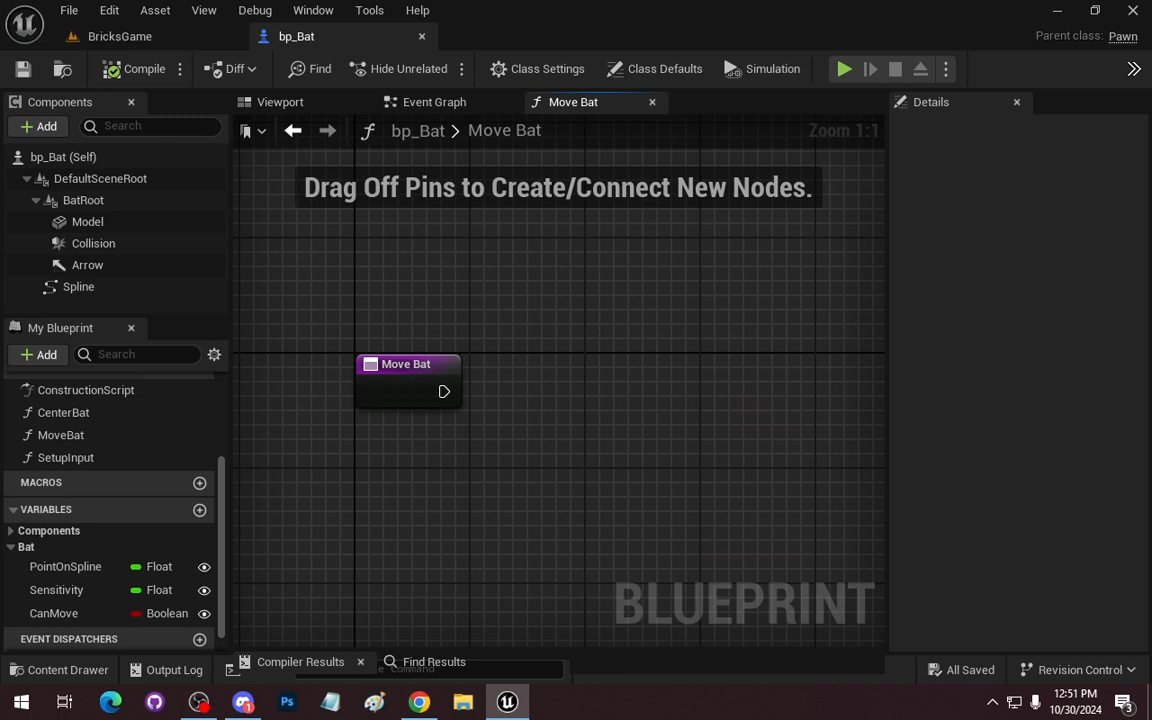 File Edit Asset View Debug Window Tools Help
BricksGame
bp_Bat
Parent class: Pawn
Compile
Diff
Find
Hide Unrelated
Class Settings
Class Defaults
Simulation
Components
Add
Search
bp_Bat (Self)
DefaultSceneRoot
BatRoot
Model
Collision
Arrow
Spline
My Blueprint
Add
Search
ConstructionScript
CenterBat
MoveBat
SetupInput
MACROS
VARIABLES
Components
Bat
PointOnSpline Float
Sensitivity Float
CanMove Boolean
EVENT DISPATCHERS
Viewport
Event Graph
Move Bat
bp_Bat > Move Bat
Zoom 1:1
Drag Off Pins to Create/Connect New Nodes.
Move Bat
BLUEPRINT
Details
Compiler Results
Find Results
Content Drawer
Output Log
Command
All Saved
Revision Control
12:51 PM
10/30/2024
3